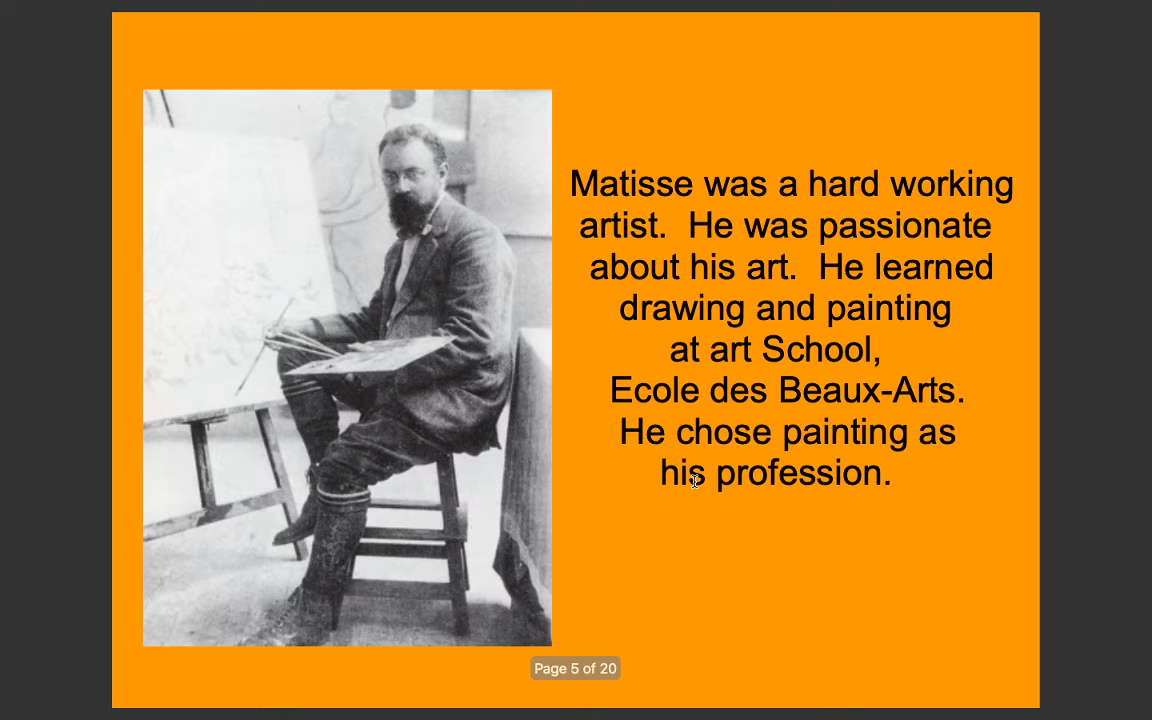 Matisse was a hard working
artist.  He was passionate
about his art.  He learned
drawing and painting
at art School,
Ecole des Beaux-Arts.
He chose painting as
his profession.
Page 5 of 20